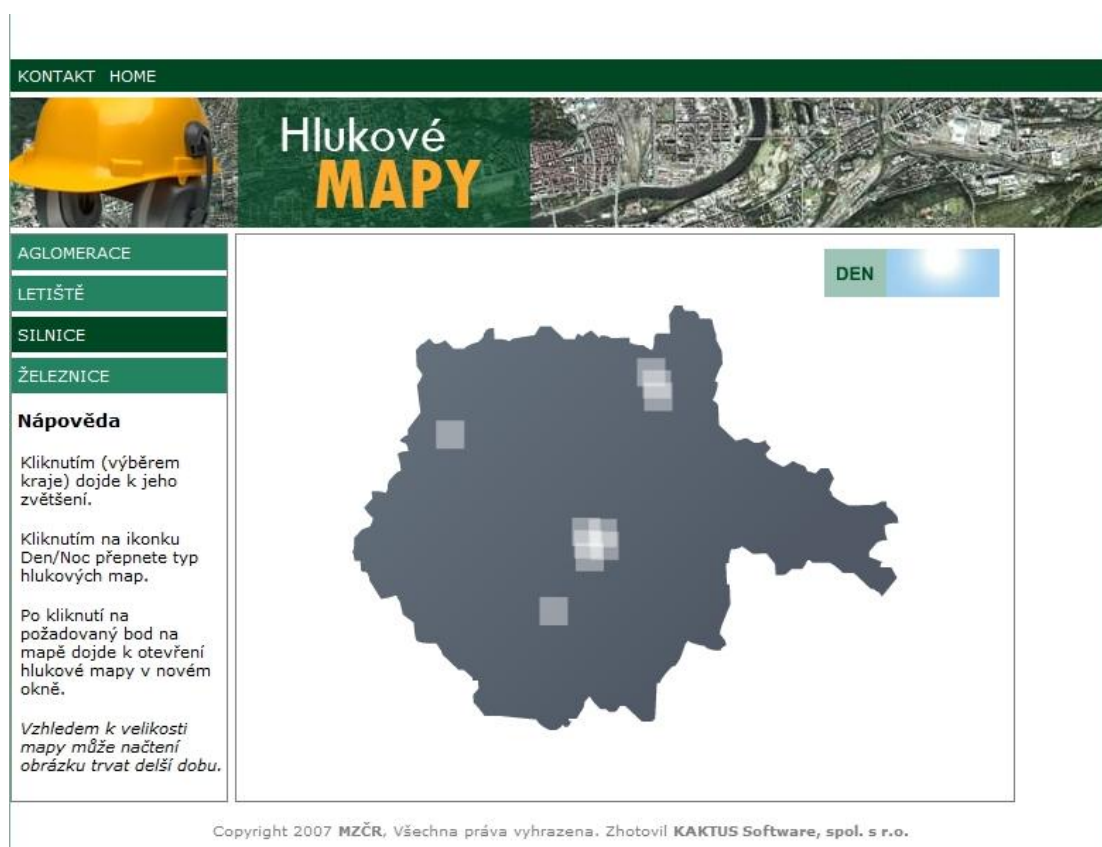 KONTAKT HOME
Hlukové
MAPY
AGLOMERACE
LETIŠTĚ
SILNICE
ŽELEZNICE
Nápověda
Kliknutím (výběrem
kraje) dojde k jeho
zvětšení.
Kliknutím na ikonku
Den/Noc přepnete typ
hlukových map.
Po kliknutí na
požadovaný bod na
mapě dojde k otevření
hlukové mapy v novém
okně.
Vzhledem k velikosti
mapy může načtení
obrázku trvat delší dobu.
DEN
Copyright 2007 MZČR, Všechna práva vyhrazena. Zhotovil KAKTUS Software, spol. s r.o.